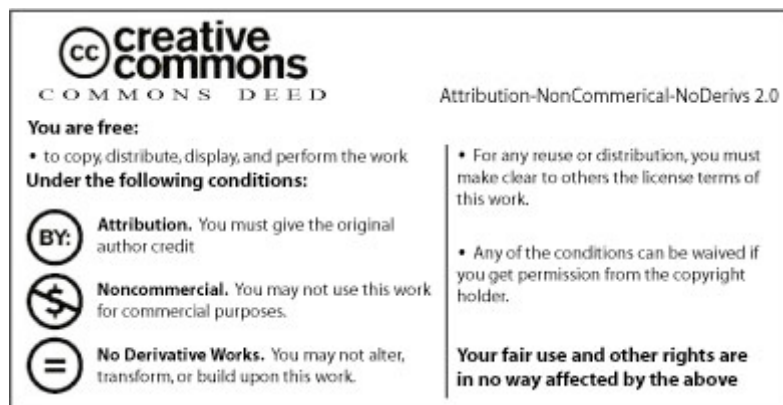 cc creative
commons
COMMONS DEED
Attribution-NonCommerical-NoDerivs 2.0
You are free:
• to copy, distribute, display, and perform the work
Under the following conditions:
BY:
Attribution. You must give the original
author credit
$
Noncommercial. You may not use this work
for commercial purposes.
=
No Derivative Works. You may not alter,
transform, or build upon this work.
• For any reuse or distribution, you must
make clear to others the license terms of
this work.
• Any of the conditions can be waived if
you get permission from the copyright
holder.
Your fair use and other rights are
in no way affected by the above